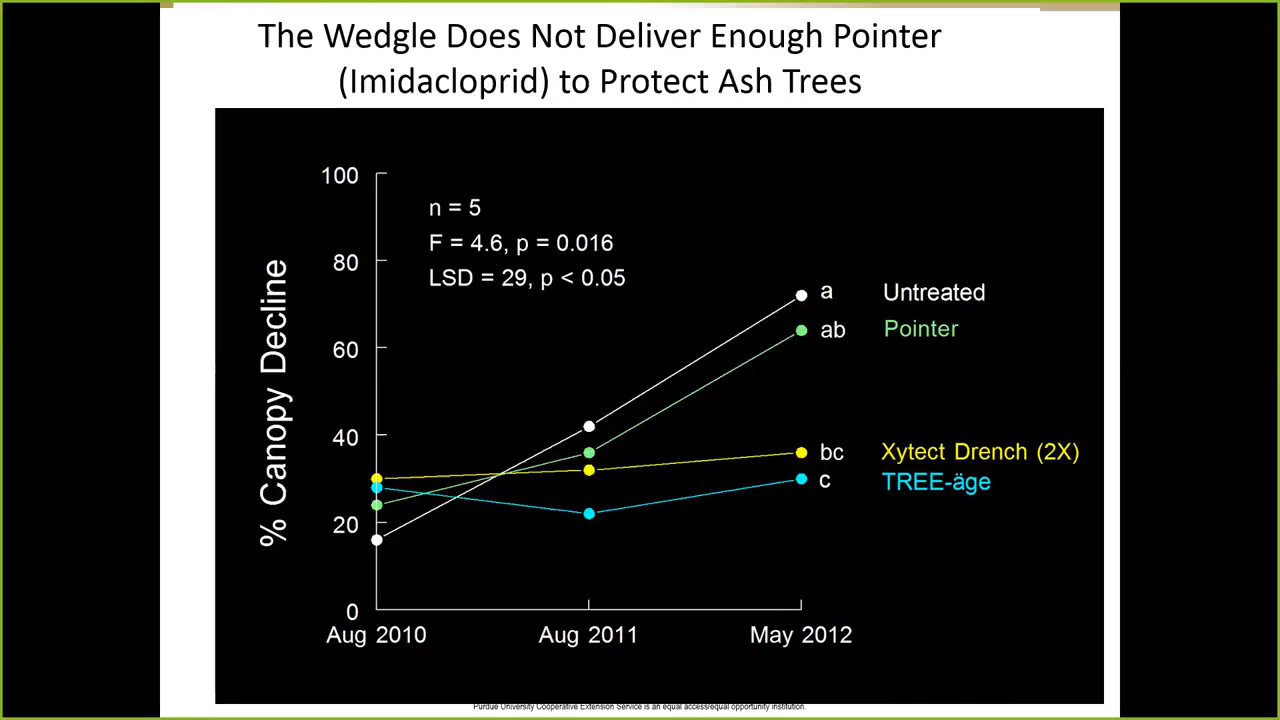 The Wedgle Does Not Deliver Enough Pointer
(Imidacloprid) to Protect Ash Trees
100
n = 5
F = 4.6, p = 0.016
80
LSD = 29, p < 0.05
a Untreated
ab Pointer
60
% Canopy Decline
40
bc Xytect Drench (2X)
c TREE-äge
20
0
Aug 2010 Aug 2011 May 2012
Purdue University Cooperative Extension Service is an equal access/equal opportunity institution.